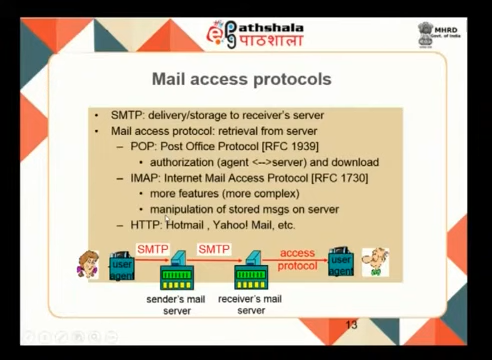 Pathshala
पाठशाला
MHRD
Govt. of India
Mail access protocols
• SMTP: delivery/storage to receiver's server
• Mail access protocol: retrieval from server
– POP: Post Office Protocol [RFC 1939]
• authorization (agent <-->server) and download
– IMAP: Internet Mail Access Protocol [RFC 1730]
• more features (more complex)
• manipulation of stored msgs on server
– HTTP: Hotmail , Yahoo! Mail, etc.
SMTP SMTP access
protocol
user
agent
user
agent
sender's mail
server
receiver's mail
server
13